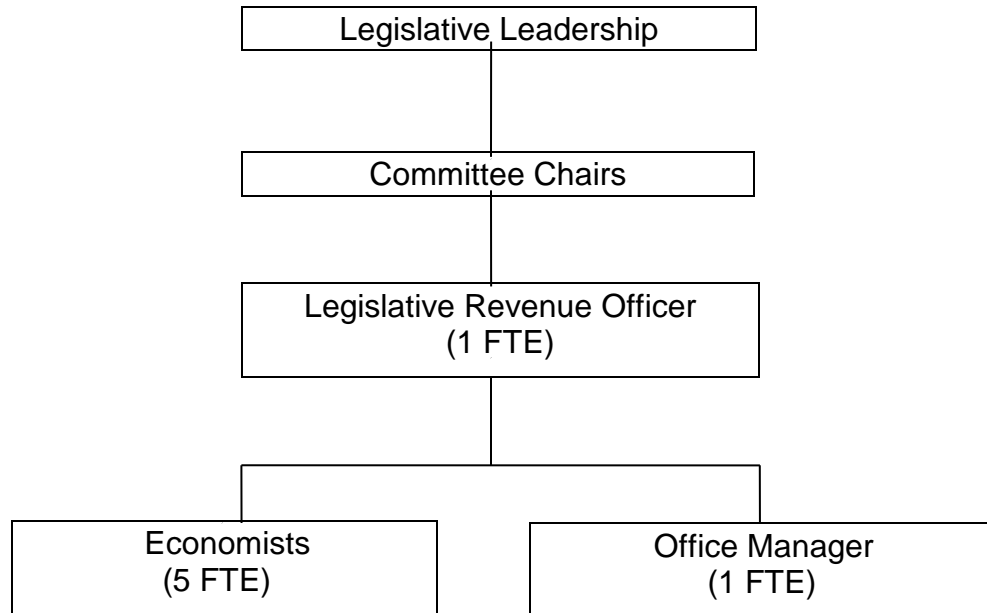 Legislative Leadership
Committee Chairs
Legislative Revenue Officer
(1 FTE)
Economists
(5 FTE)
Office Manager
(1 FTE)